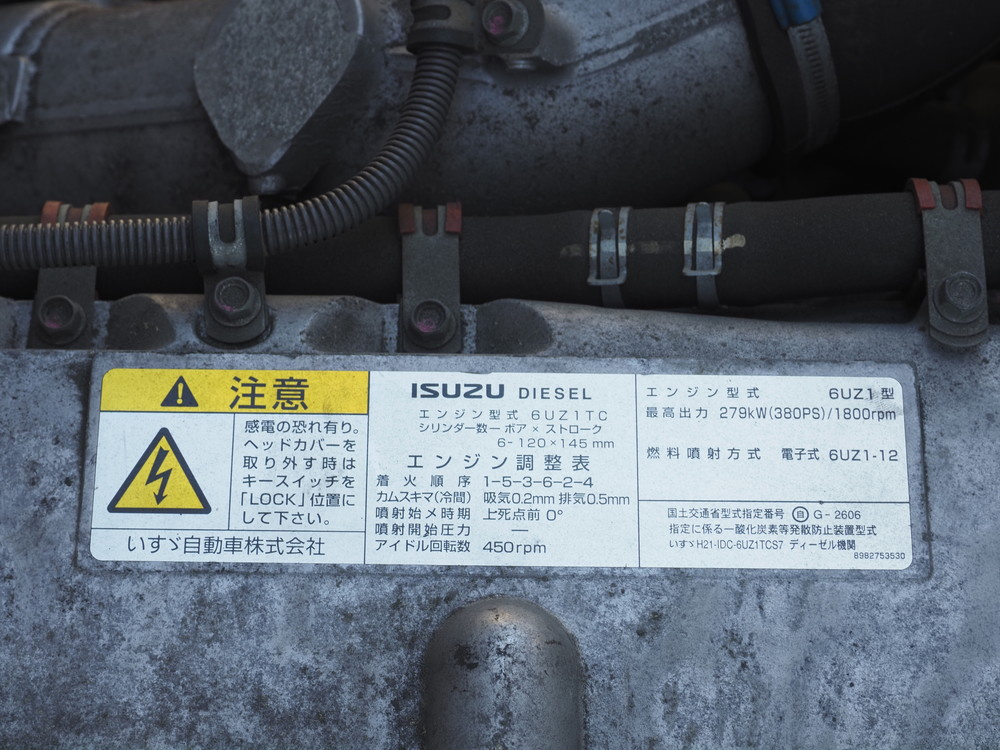 注意
感電の恐れ有り。
ヘッドカバーを
取り外す時は
キースイッチを
「LOCK」位置に
して下さい。
いすゞ自動車株式会社
ISUZU DIESEL
エンジン型式 6UZ1TC
シリンダー数ー ボア × ストローク
6- 120×145 mm
エンジン調整表
着火順序 1-5-3-6-2-4
カムスキマ(冷間) 吸気0.2mm 排気0.5mm
噴射始メ時期 上死点前 0°
噴射開始圧力 ―
アイドル回転数 450rpm
エンジン型式 6UZ1型
最高出力 279kW(380PS)/1800rpm
燃料噴射方式 電子式 6UZ1-12
国土交通省型式指定番号 自 G-2606
指定に係る一酸化炭素等発散防止装置型式
いすゞH21-IDC-6UZ1TCS7 ディーゼル機関
8982753530